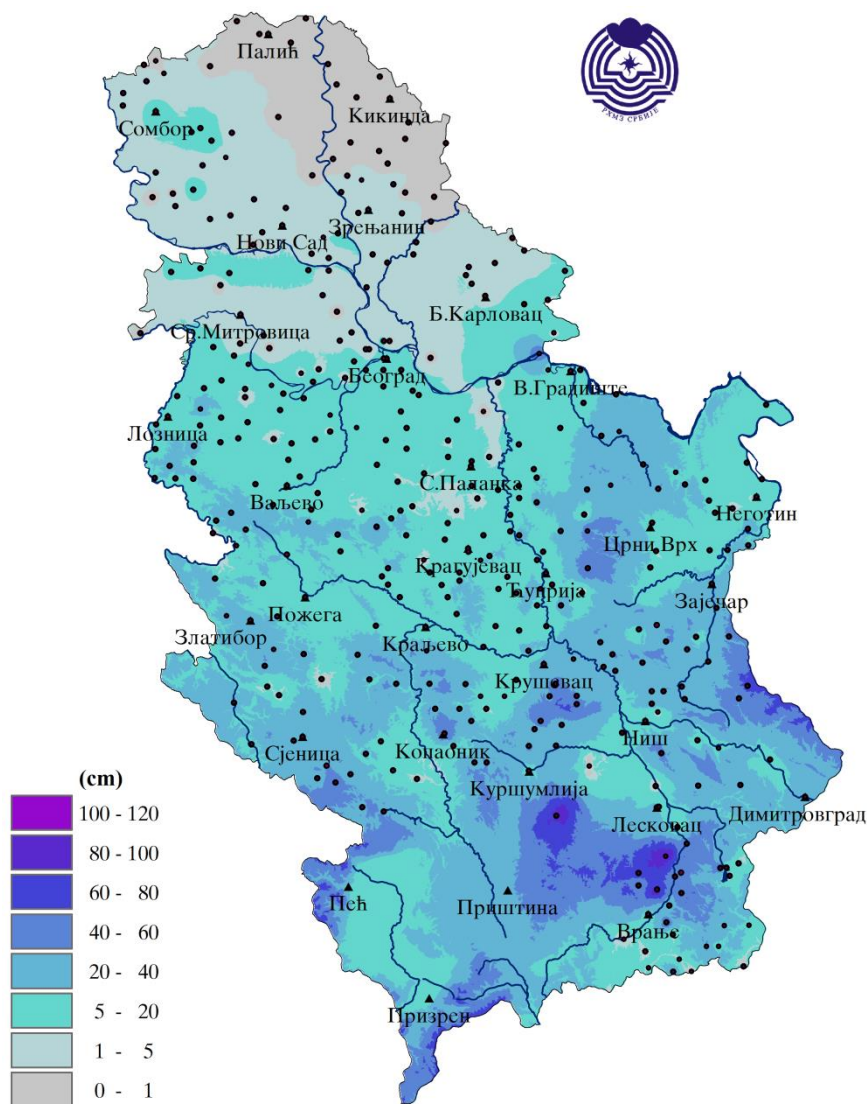 Палић
РХМЗ СРБИЈЕ
Кикинда
Сомбор
Зрењанин
Нови Сад
Б.Карловац
Ср.Митровица
Београд
В.Градиште
Лозница
С.Паланка
Ваљево
Неготин
Црни Врх
Крагујевац
Ћуприја
Зајечар
Пожега
Златибор
Краљево
Крушевац
Ниш
Сјеница
Копаоник
(cm)
Куршумлија
Димитровград
Лесковац
100 - 120
80 - 100
60 - 80
Пећ
Приштина
40 - 60
Врање
20 - 40
5 - 20
Призрен
1 - 5
0 - 1